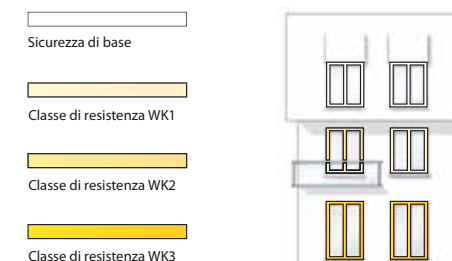 Sicurezza di base
Classe di resistenza WK1
Classe di resistenza WK2
Classe di resistenza WK3